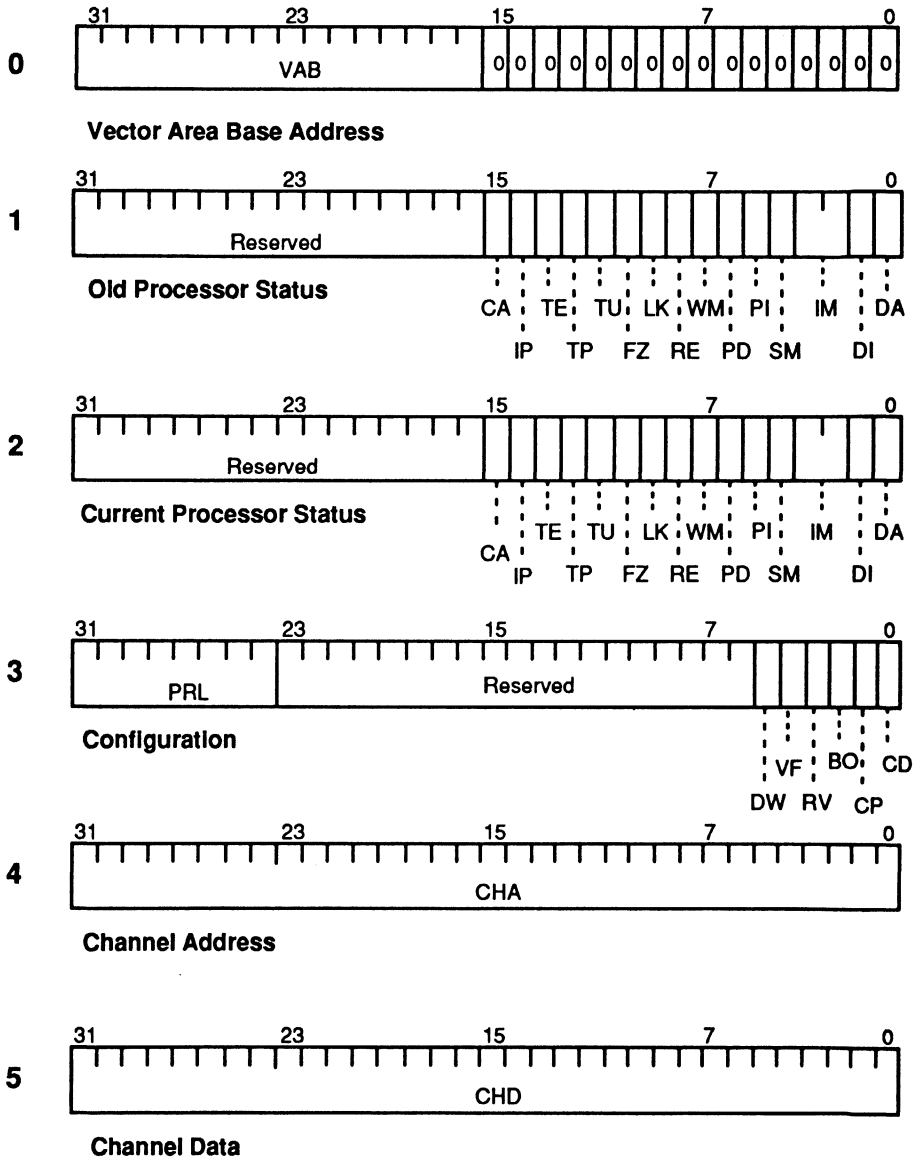 31 23 15 7 0
0 VAB 0 0 0 0 0 0 0 0 0 0 0 0 0 0 0 0
Vector Area Base Address
31 23 15 7 0
1 Reserved
Old Processor Status
CA TE TU LK WM PI IM DA
IP TP FZ RE PD SM DI
31 23 15 7 0
2 Reserved
Current Processor Status
TE TU LK WM PI IM DA
CA
IP TP FZ RE PD SM DI
31 23 15 7 0
3 PRL Reserved
Configuration
VF BO CD
DW RV CP
31 23 15 7 0
4 CHA
Channel Address
31 23 15 7 0
5 CHD
Channel Data